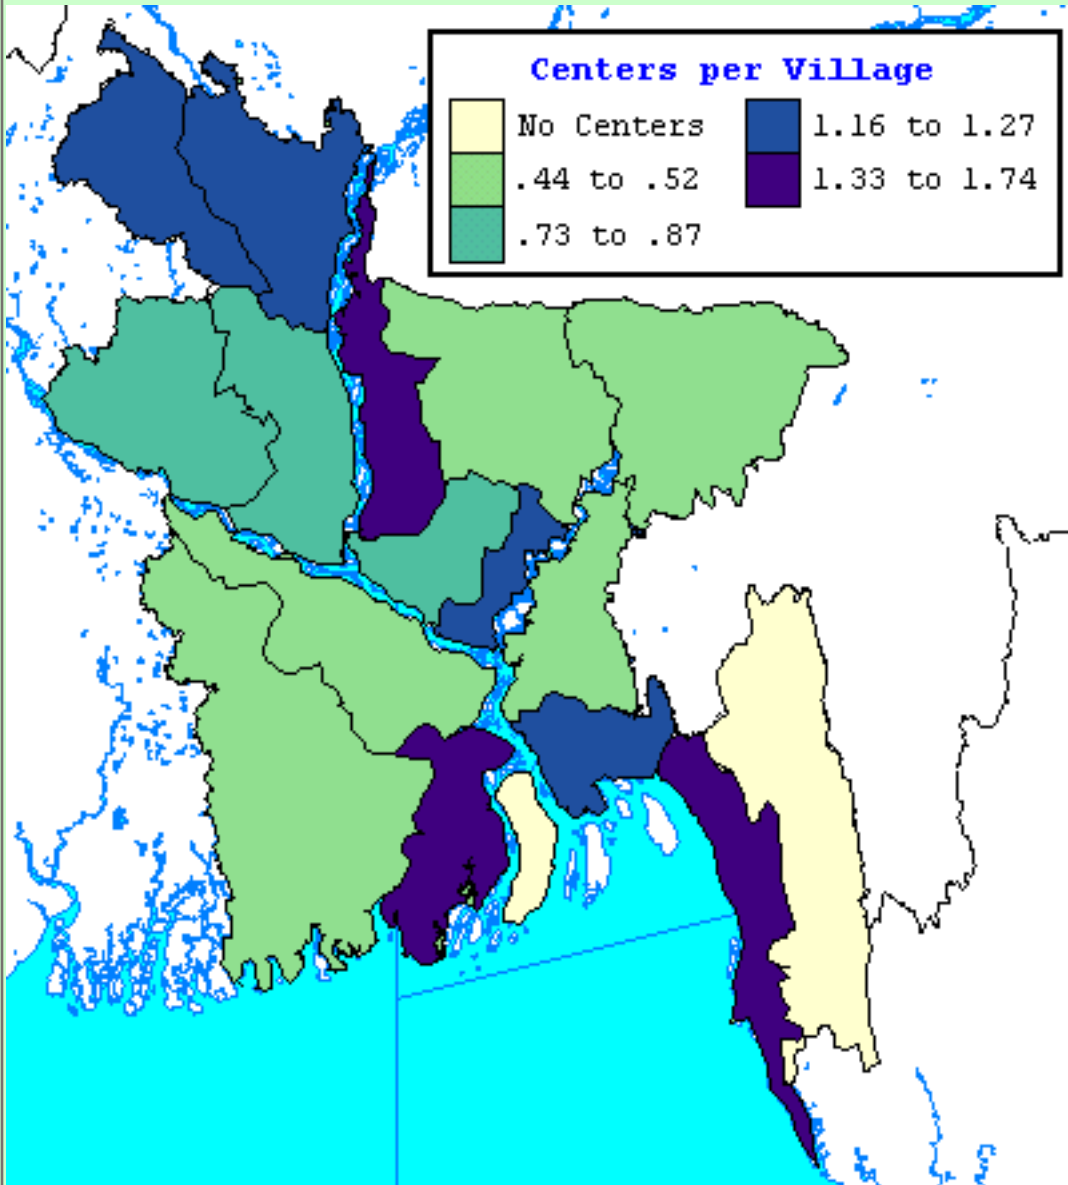 Centers per Village
No Centers
.44 to .52
.73 to .87
1.16 to 1.27
1.33 to 1.74